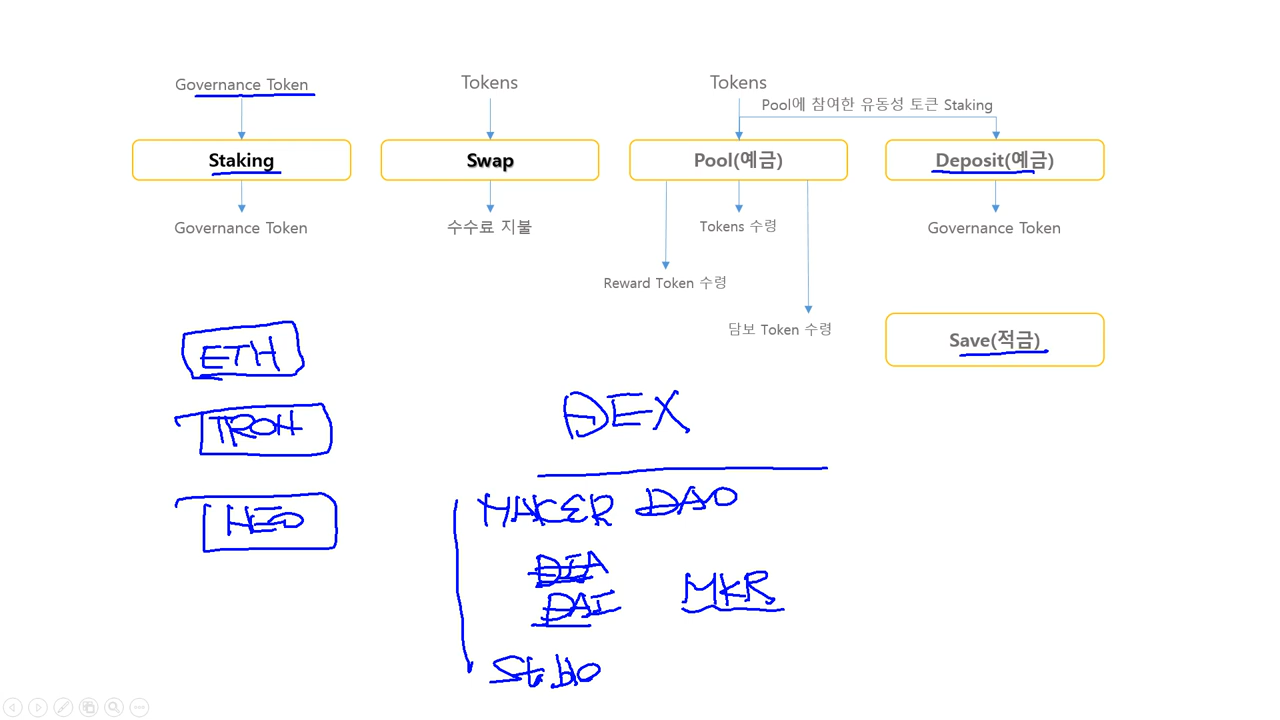 Governance Token
Tokens
Tokens
Pool에 참여한 유동성 토큰 Staking
Staking
Swap
Pool(예금)
Deposit(예금)
Governance Token
수수료 지불
Tokens 수령
Governance Token
Reward Token 수령
담보 Token 수령
Save(적금)
ETH
TRON
NEO
DEX
MAKER DAO
DIA
DAI
MKR